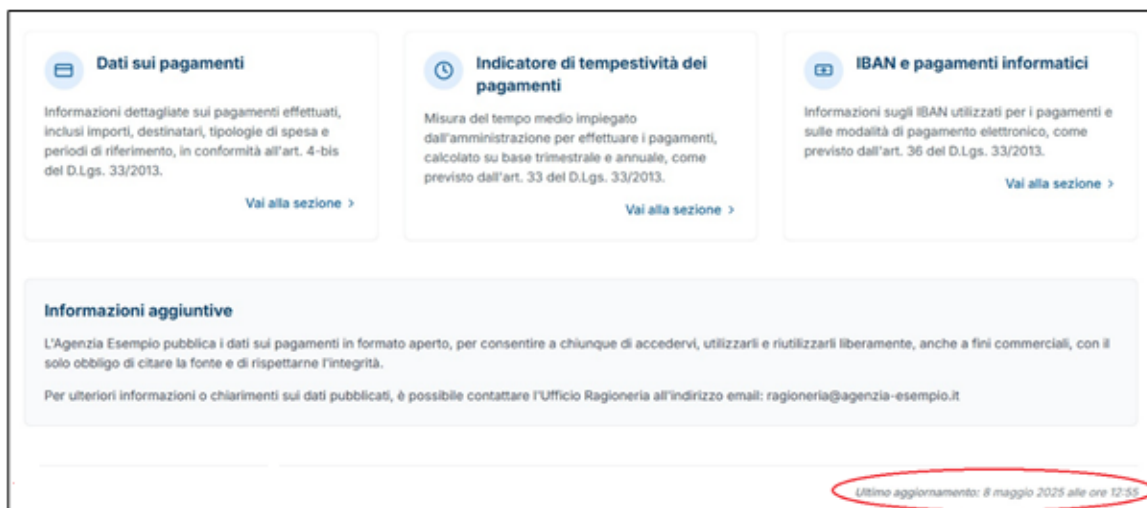 Dati sui pagamenti
Informazioni dettagliate sui pagamenti effettuati,
inclusi importi, destinatari, tipologie di spesa e
periodi di riferimento, in conformità all'art. 4-bis
del D.Lgs. 33/2013.
Vai alla sezione >
Indicatore di tempestività dei
pagamenti
Misura del tempo medio impiegato
dall'amministrazione per effettuare i pagamenti,
calcolato su base trimestrale e annuale, come
previsto dall'art. 33 del D.Lgs. 33/2013.
Vai alla sezione >
IBAN e pagamenti informatici
Informazioni sugli IBAN utilizzati per i pagamenti e
sulle modalità di pagamento elettronico, come
previsto dall'art. 36 del D.Lgs. 33/2013.
Vai alla sezione >
Informazioni aggiuntive
L'Agenzia Esempio pubblica i dati sui pagamenti in formato aperto, per consentire a chiunque di accedervi, utilizzarli e riutilizzarli liberamente, anche a fini commerciali, con il
solo obbligo di citare la fonte e di rispettarne l'integrità.
Per ulteriori informazioni o chiarimenti sui dati pubblicati, è possibile contattare l'Ufficio Ragioneria all'indirizzo email: ragioneria@agenzia-esempio.it
Ultimo aggiornamento: 8 maggio 2025 alle ore 12:55